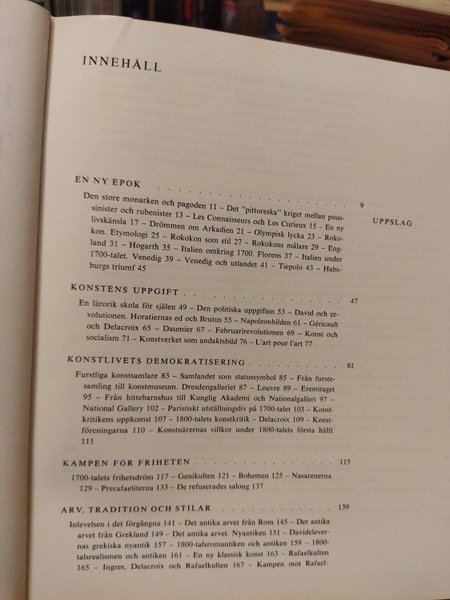 INNEHÅLL
EN NY EPOK . . . . . . . . . . . . . . . . . . . 9
UPPSLAG
Den store monarken och pagoden 11 – Det "pittoreska" kriget mellan pous-
sinister och rubenister 13 – Les Connaisseurs och Les Curieux 15 – En ny
livskänsla 17 – Drömmen om Arkadien 21 – Olympisk lycka 23 – Roko-
kon. Etymologi 25 – Rokokon som stil 27 – Rokokons målare 29 – Eng-
land 31 – Hogarth 35 – Italien omkring 1700. Florens 37 – Italien under
1700-talet. Venedig 39 – Venedig och utlandet 41 – Tiepolo 43 – Habs-
burgs triumf 45
KONSTENS UPPGIFT . . . . . . . . . . . . . . . . 47
En lärorik skola för själen 49 – Den politiska uppgiften 53 – David och re-
volutionen. Horatiernas ed och Brutus 55 – Napoleonbilden 61 – Géricault
och Delacroix 65 – Daumier 67 – Februarirevolutionen 69 – Konst och
socialism 71 – Konstverket som andaktsbild 76 – L'art pour l'art 77
KONSTLIVETS DEMOKRATISERING . . . . . . . . . . . 81
Furstliga konstsamlare 83 – Samlandet som statussymbol 85 – Från furste-
samling till konstmuseum. Dresdengalleriet 87 – Louvre 89 – Eremitaget
95 – Från hittebarnshus till Kunglig Akademi och Nationalgalleri 97 –
National Gallery 102 – Paristiskt utställningsliv på 1700-talet 103 – Konst-
kritikens uppkomst 107 – 1800-talets konstkritik – Delacroix 109 – Konst-
föreningarna 110 – Konstnärernas villkor under 1800-talets första hälft
111
KAMPEN FÖR FRIHETEN . . . . . . . . . . . . . . 115
1700-talets frihetsdröm 117 – Genikulten 121 – Bohemen 125 – Nasarenerna
129 – Prerafaeliterna 133 – De refuserades salong 137
ARV, TRADITION OCH STILAR . . . . . . . . . . . . 139
Inlevelsen i det förgångna 141 – Det antika arvet från Rom 145 – Det antika
arvet från Grekland 149 – Det antika arvet. Nyantiken 151 – Davidelever-
nas grekiska nyantik 157 – 1800-talsromantiken och antiken 159 – 1800-
talsrealismen och antiken 161 – En ny klassisk konst 163 – Rafaelkulten
165 – Ingres, Delacroix och Rafaelkulten 167 – Kampen mot Rafael: